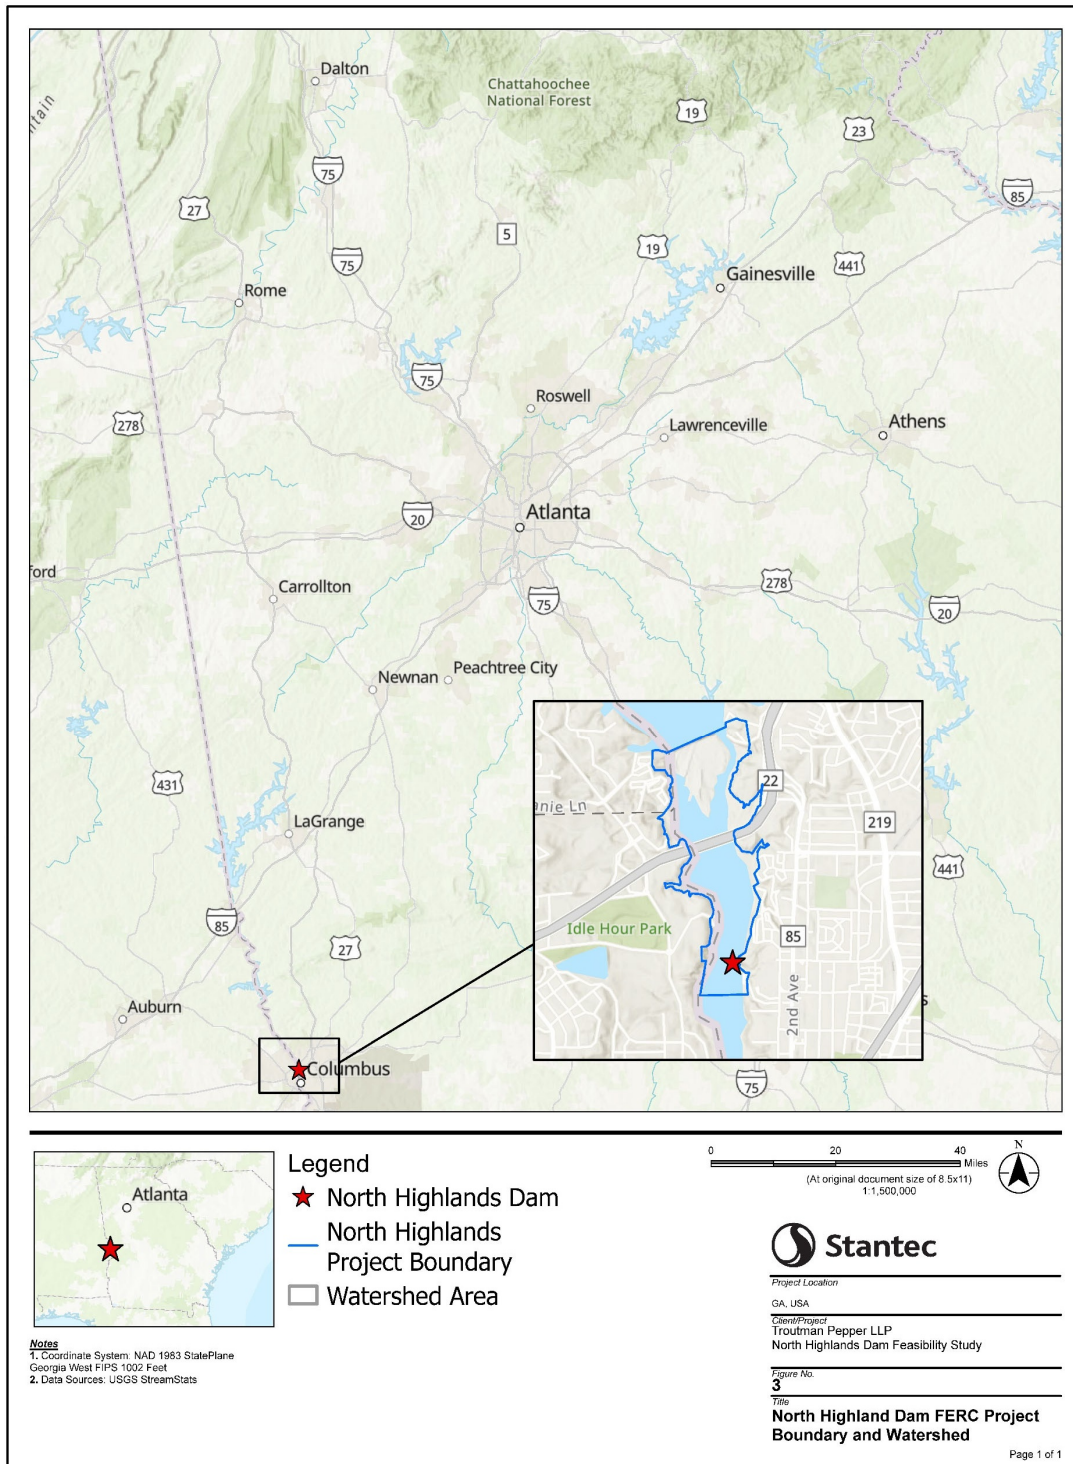 Dalton
Chattahoochee
National Forest
ntain
19
23
75
27
85
5
19
75
441
Gainesville
Rome
75
Roswell
278
Lawrenceville
Athens
Atlanta
20
ford
Carrollton
75
278
20
Newnan
Peachtree City
431
22
anie Ln
219
LaGrange
441
85
Idle Hour Park
85
27
2nd Ave
s
Auburn
Columbus
75
Atlanta
Legend
North Highlands Dam
North Highlands
Project Boundary
Watershed Area
0 20 40
Miles
(At original document size of 8.5x11)
1:1,500,000
N
Stantec
Project Location
GA, USA
Client/Project
Troutman Pepper LLP
North Highlands Dam Feasibility Study
Figure No.
3
Title
North Highland Dam FERC Project
Boundary and Watershed
Notes
1. Coordinate System: NAD 1983 StatePlane
Georgia West FIPS 1002 Feet
2. Data Sources: USGS StreamStats
Page 1 of 1